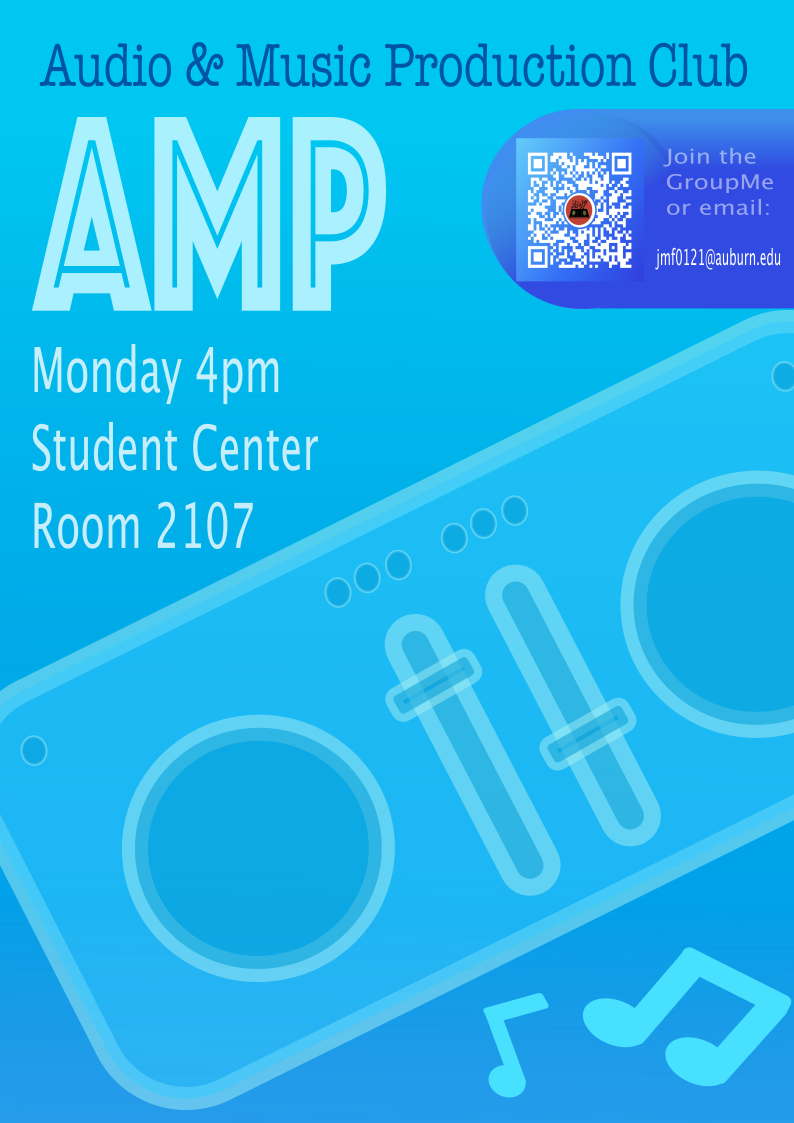 Audio & Music Production Club
AMP
Join the
GroupMe
or email:
jmf0121@auburn.edu
Monday 4pm
Student Center
Room 2107